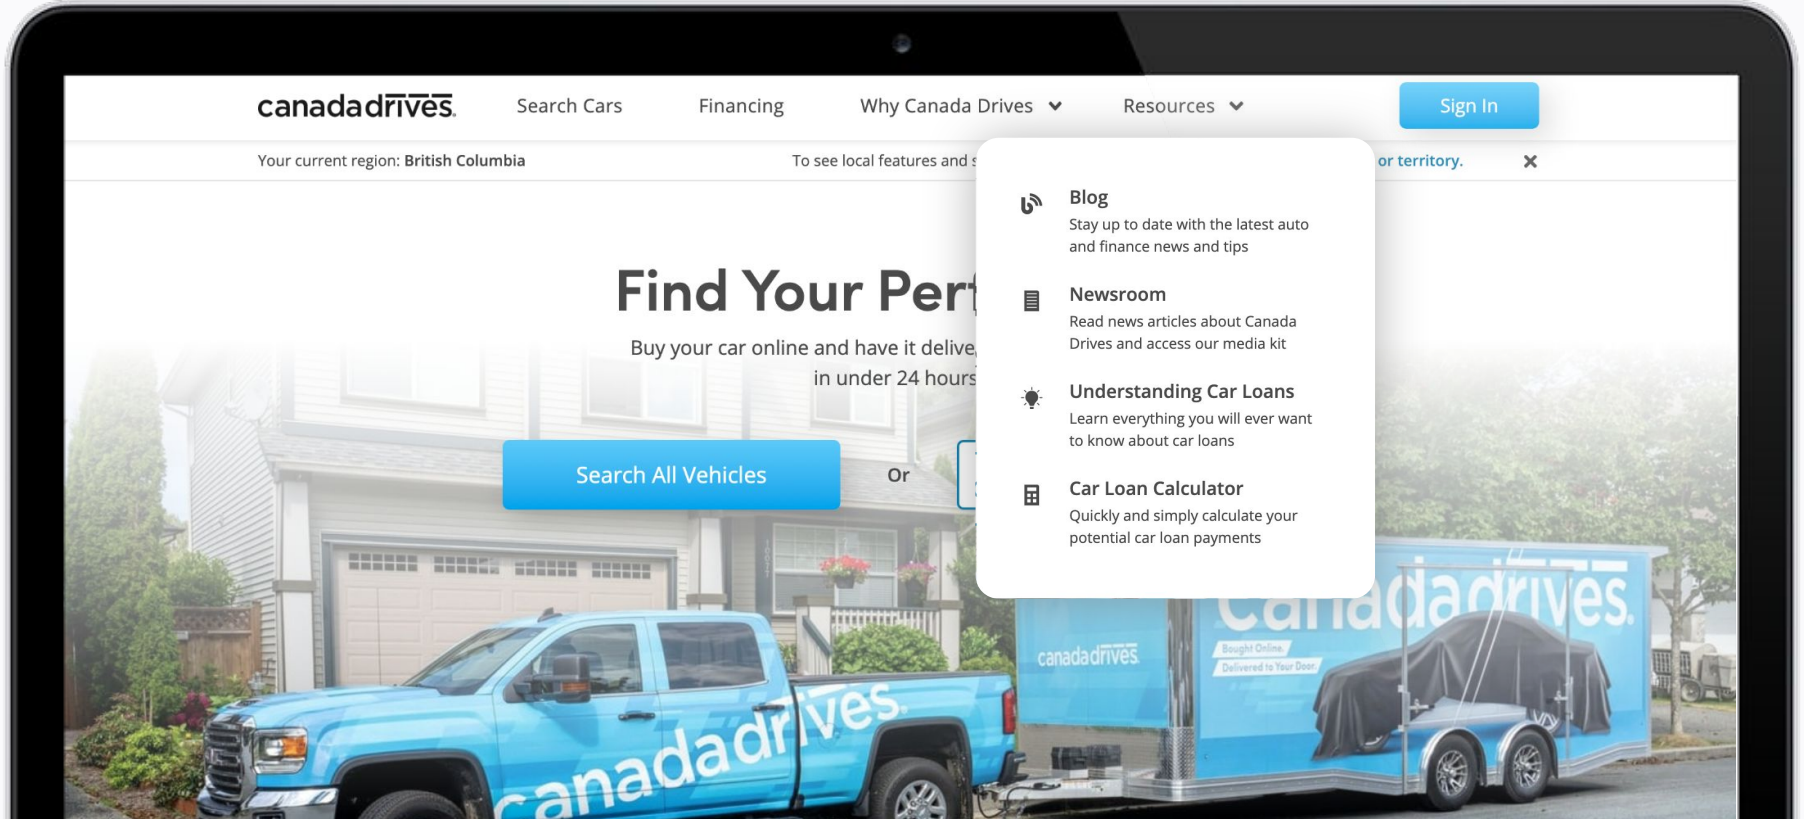 canadadrives.
Search Cars
Financing
Why Canada Drives
Resources
Sign In
Your current region: British Columbia
To see local features and
or territory.
Blog
Stay up to date with the latest auto
and finance news and tips
Newsroom
Read news articles about Canada
Drives and access our media kit
Understanding Car Loans
Learn everything you will ever want
to know about car loans
Car Loan Calculator
Quickly and simply calculate your
potential car loan payments
Find Your
Buy your car online and have it
in under 24 hours
Search All Vehicles
Or
canadadrives.
Bought Online.
Delivered to Your Door.
canadadrives.
canadadrives.